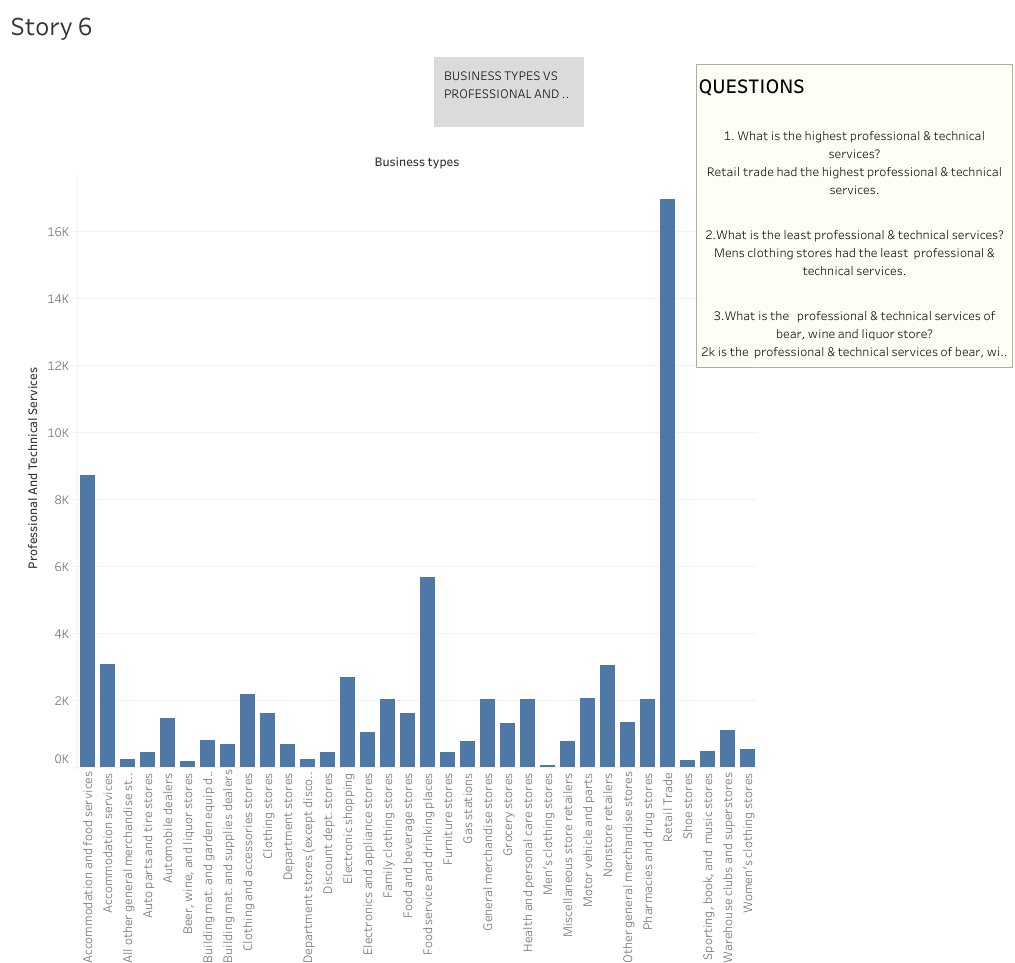 Story 6
BUSINESS TYPES VS
PROFESSIONAL AND ..
QUESTIONS
1. What is the highest professional & technical
services?
Retail trade had the highest professional & technical
services.
2.What is the least professional & technical services?
Mens clothing stores had the least professional &
technical services.
3.What is the professional & technical services of
bear, wine and liquor store?
2k is the professional & technical services of bear, wi..
Business types
Professional And Technical Services
16K
14K
12K
10K
8K
6K
4K
2K
0K
Accommodation and food services
Accommodation services
All other general merchandise st..
Auto parts and tire stores
Automobile dealers
Beer, wine, and liquor stores
Building mat. and garden equip d..
Building mat. and supplies dealers
Clothing and accessories stores
Clothing stores
Department stores
Department stores (except disco..
Discount dept. stores
Electronic shopping
Electronics and appliance stores
Family clothing stores
Food and beverage stores
Food service and drinking places
Furniture stores
Gas stations
General merchandise stores
Grocery stores
Health and personal care stores
Men's clothing stores
Miscellaneous store retailers
Motor vehicle and parts
Nonstore retailers
Other general merchandise stores
Pharmacies and drug stores
Retail Trade
Shoe stores
Sporting, book, and music stores
Warehouse clubs and superstores
Women's clothing stores